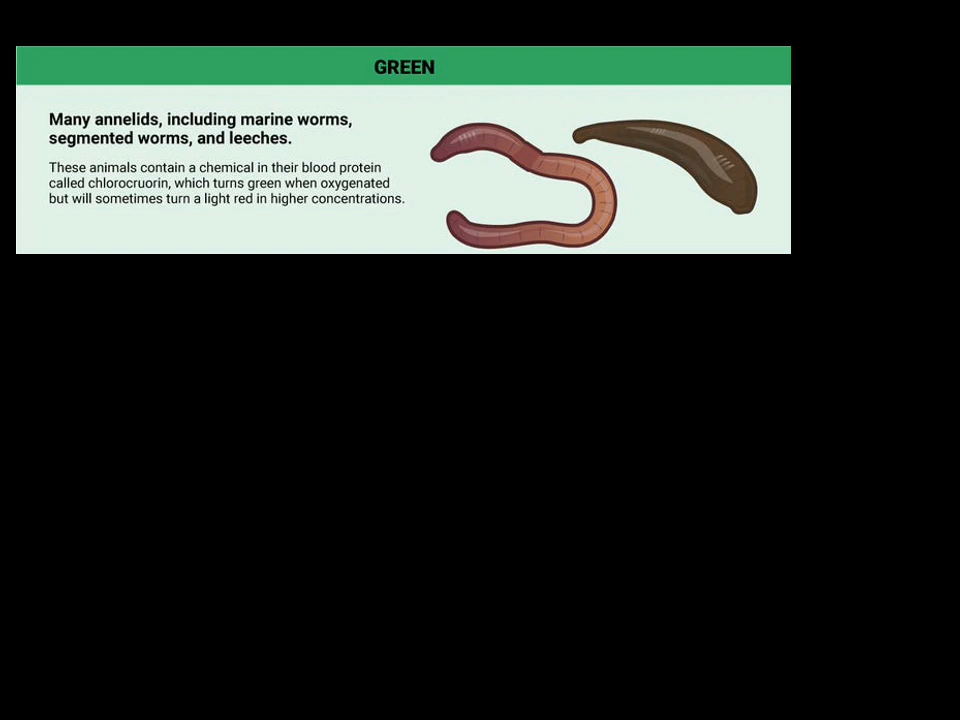 GREEN
Many annelids, including marine worms,
segmented worms, and leeches.
These animals contain a chemical in their blood protein
called chlorocruorin, which turns green when oxygenated
but will sometimes turn a light red in higher concentrations.